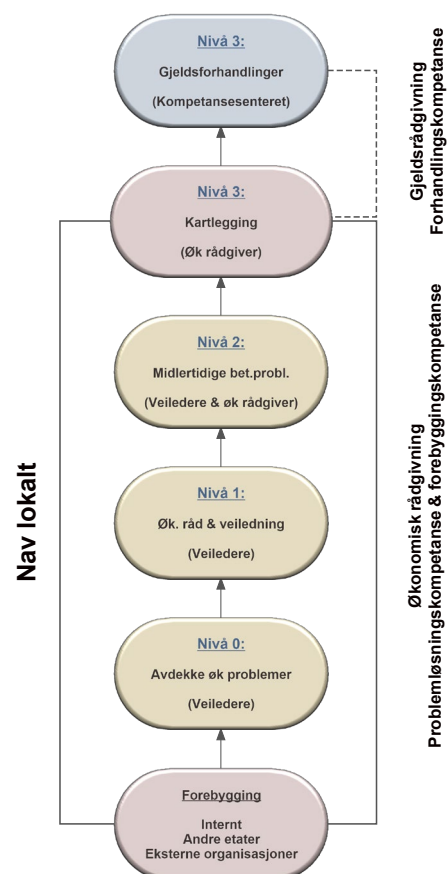 Nivå 3:
Gjeldsforhandlinger
(Kompetansesenteret)
Nivå 3:
Kartlegging
(Øk rådgiver)
Nivå 2:
Midlertidige bet.probl.
(Veiledere & øk rådgiver)
Nivå 1:
Øk. råd & veiledning
(Veiledere)
Nivå 0:
Avdekke øk problemer
(Veiledere)
Forebygging
Internt
Andre etater
Eksterne organisasjoner
Nav lokalt
Gjeldsrådgivning
Forhandlingskompetanse
Økonomisk rådgivning
Problemløsningskompetanse & forebyggingskompetanse